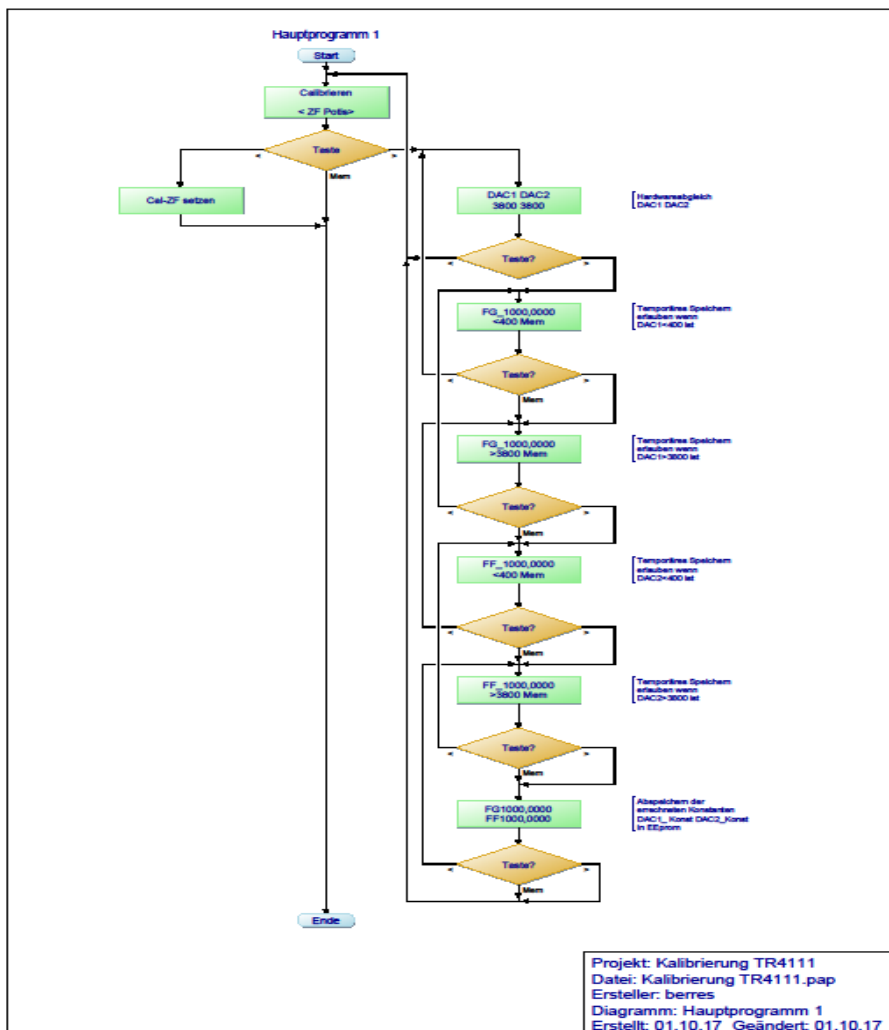 Hauptprogramm 1
Start
Calibrieren
< ZF Potis>
Taste
<
>
Mem
Cal-ZF setzen
DAC1 DAC2
3800 3800
Hardwareabgleich
DAC1 DAC2
Taste?
<
>
FG_1000,0000
<400 Mem
Temporäres Speichern
erlauben wenn
DAC1<400 ist
Taste?
<
>
Mem
FG_1000,0000
>3800 Mem
Temporäres Speichern
erlauben wenn
DAC1>3800 ist
Taste?
<
>
Mem
FF_1000,0000
<400 Mem
Temporäres Speichern
erlauben wenn
DAC2<400 ist
Taste?
<
>
Mem
FF_1000,0000
>3800 Mem
Temporäres Speichern
erlauben wenn
DAC2>3800 ist
Taste?
<
>
Mem
FG1000,0000
FF1000,0000
Abspeichern der
errechneten Konstanten
DAC1_ Konst DAC2_Konst
in EEprom
Taste?
<
>
Mem
Ende
Projekt: Kalibrierung TR4111
Datei: Kalibrierung TR4111.pap
Ersteller: berres
Diagramm: Hauptprogramm 1
Erstellt: 01.10.17 Geändert: 01.10.17